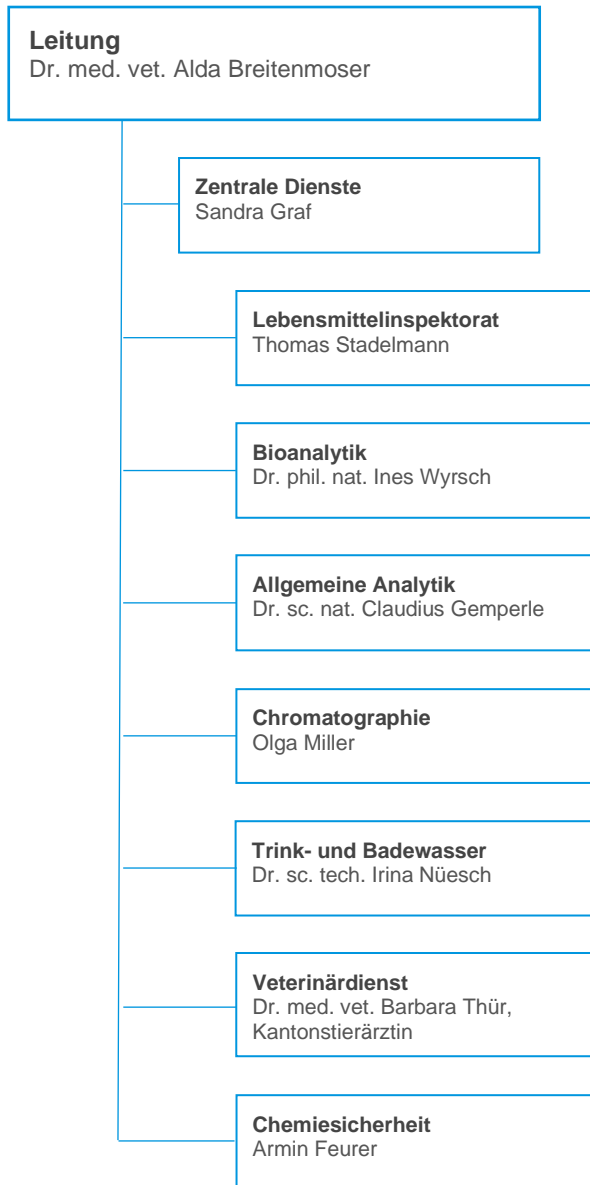 Leitung
Dr. med. vet. Alda Breitenmoser
Zentrale Dienste
Sandra Graf
Lebensmittelinspektorat
Thomas Stadelmann
Bioanalytik
Dr. phil. nat. Ines Wyrsch
Allgemeine Analytik
Dr. sc. nat. Claudius Gemperle
Chromatographie
Olga Miller
Trink- und Badewasser
Dr. sc. tech. Irina Nüesch
Veterinärdienst
Dr. med. vet. Barbara Thür,
Kantonstierärztin
Chemiesicherheit
Armin Feurer